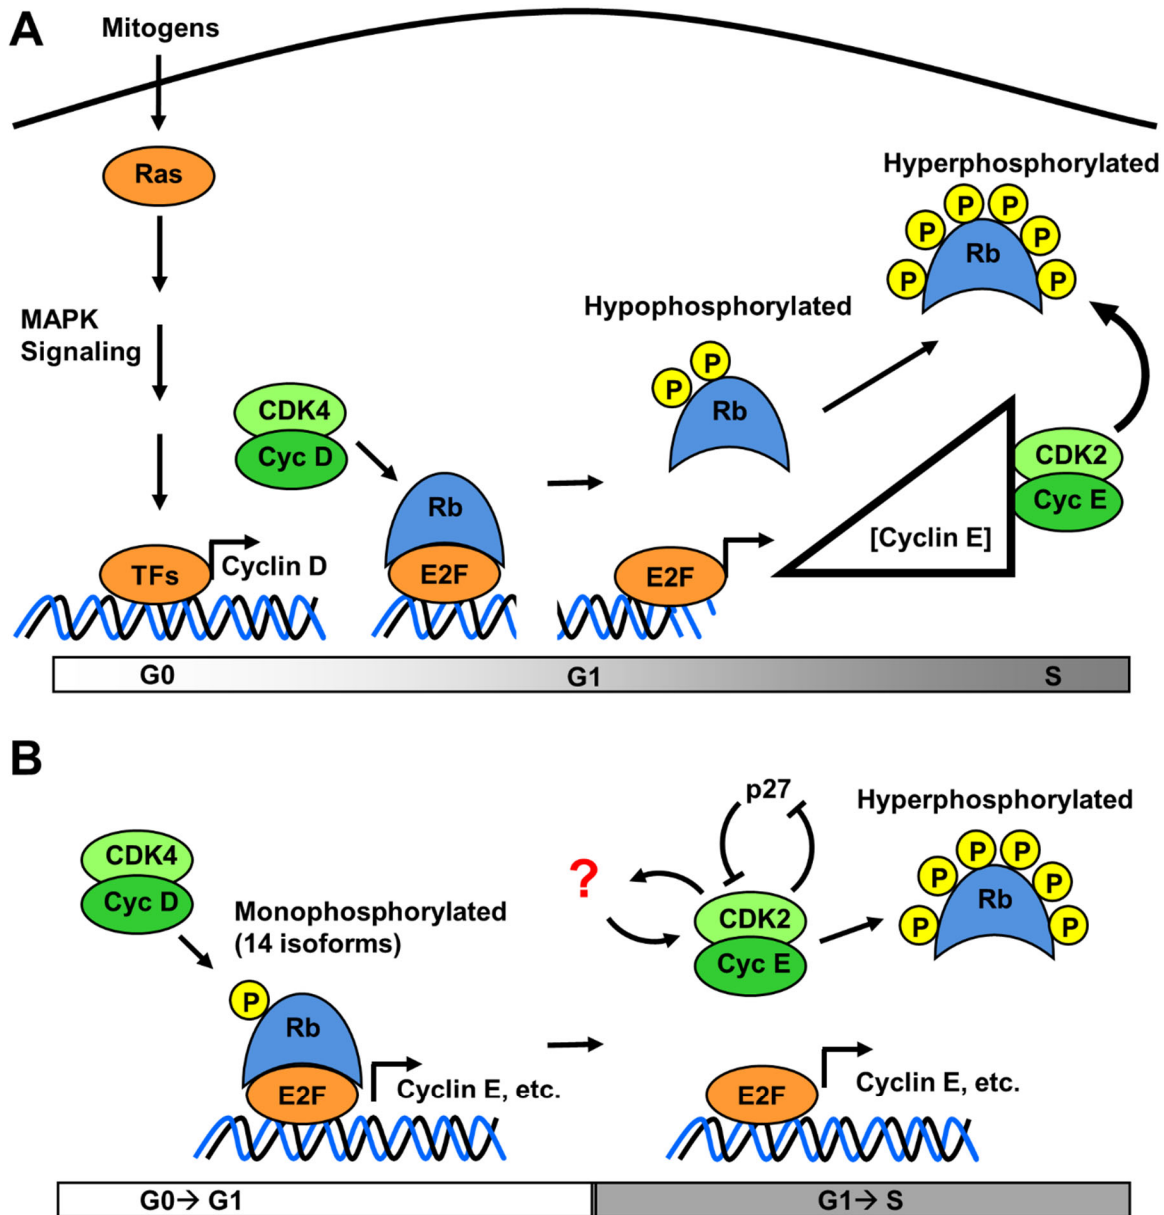 A
Mitogens
Ras
MAPK
Signaling
CDK4
Cyc D
TFs
Cyclin D
Rb
E2F
Hypophosphorylated
P
P
Rb
E2F
Hyperphosphorylated
P
P
P
P
P
P
Rb
[Cyclin E]
CDK2
Cyc E
G0
G1
S
B
CDK4
Cyc D
Monophosphorylated
(14 isoforms)
P
Rb
E2F
Cyclin E, etc.
?
p27
CDK2
Cyc E
Hyperphosphorylated
P
P
P
P
P
P
Rb
E2F
Cyclin E, etc.
G0→ G1
G1→ S